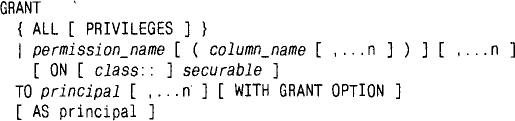 GRANT
{ ALL [ PRIVILEGES ] }
| permission_name [ ( column_name [ ,...n ] ) ] [ ,...n ]
[ ON [ class:: ] securable ]
TO principal [ ,...n ] [ WITH GRANT OPTION ]
[ AS principal ]